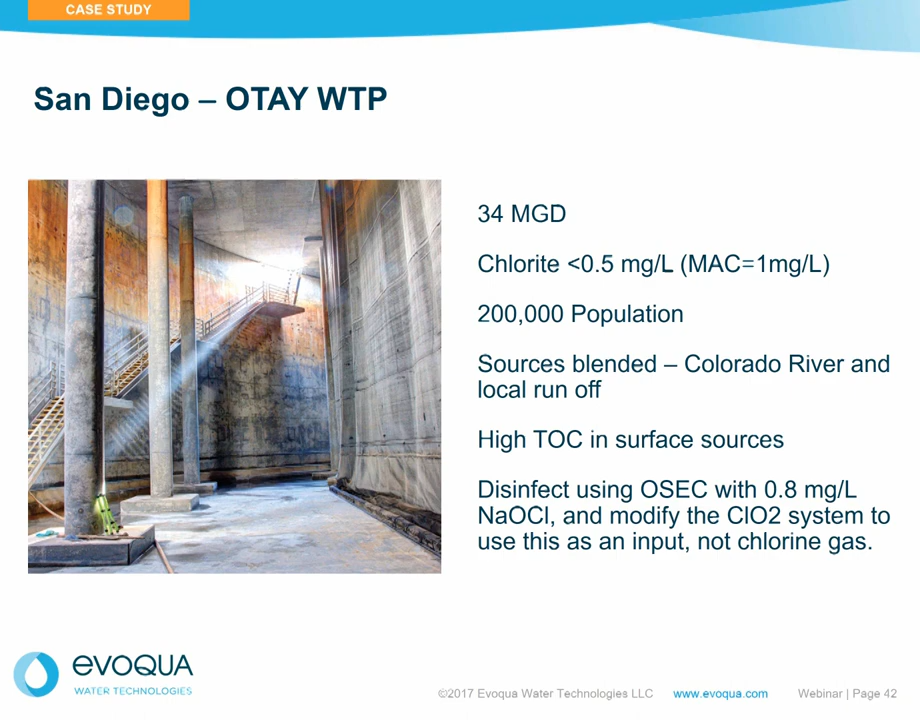 CASE STUDY
San Diego – OTAY WTP
34 MGD
Chlorite <0.5 mg/L (MAC=1mg/L)
200,000 Population
Sources blended – Colorado River and
local run off
High TOC in surface sources
Disinfect using OSEC with 0.8 mg/L
NaOCl, and modify the ClO2 system to
use this as an input, not chlorine gas.
evoqua
WATER TECHNOLOGIES
©2017 Evoqua Water Technologies LLC www.evoqua.com Webinar | Page 42